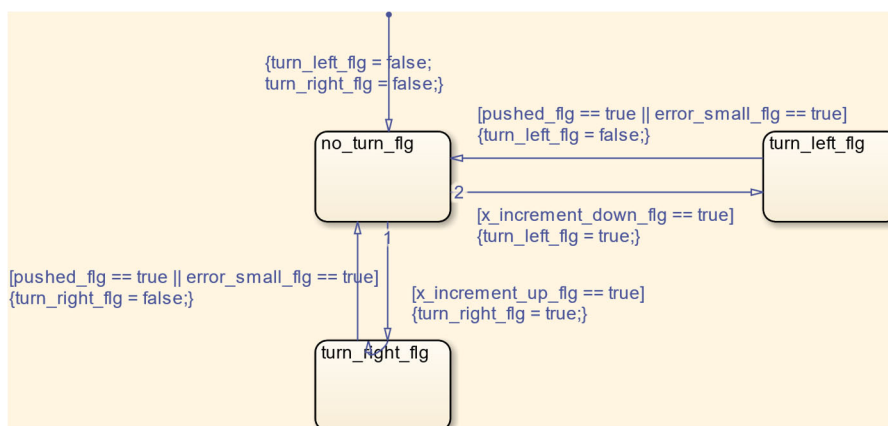 {turn_left_flg = false;
turn_right_flg = false;}
[pushed_flg == true || error_small_flg == true]
{turn_left_flg = false;}
no_turn_flg
turn_left_flg
2
[x_increment_down_flg == true]
{turn_left_flg = true;}
1
[pushed_flg == true || error_small_flg == true]
{turn_right_flg = false;}
[x_increment_up_flg == true]
{turn_right_flg = true;}
turn_right_flg